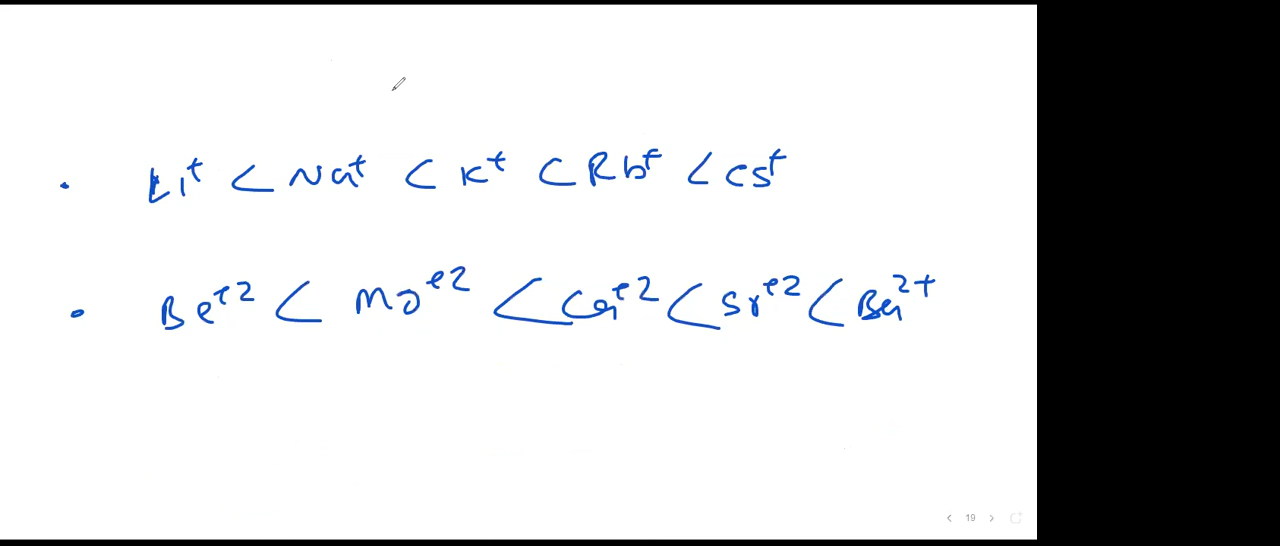 . Li⁺ < Na⁺ < K⁺ < Rb⁺ < Cs⁺
. Be⁺² < Mg⁺² < Ca⁺² < Sr⁺² < Ba²⁺
< 19 >